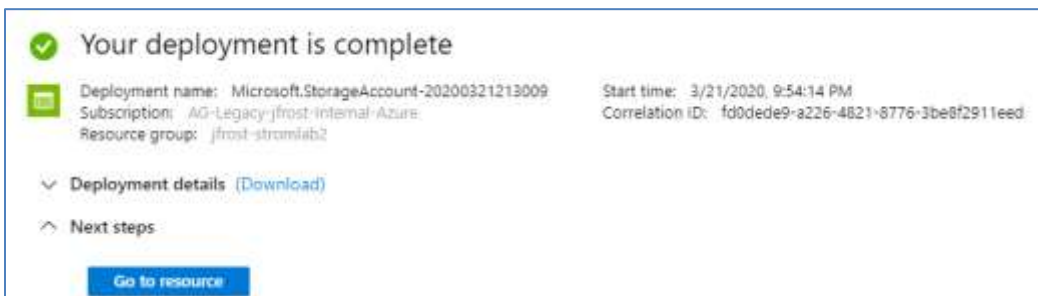 Your deployment is complete
Deployment name: Microsoft.StorageAccount-20200321213009
Subscription: AG-Legacy-jfrost-Internal-Azure
Resource group: jfrost-stromlab2
Start time: 3/21/2020, 9:54:14 PM
Correlation ID: fd0dede9-a226-4821-8776-3be8f2911eed
Deployment details (Download)
Next steps
Go to resource